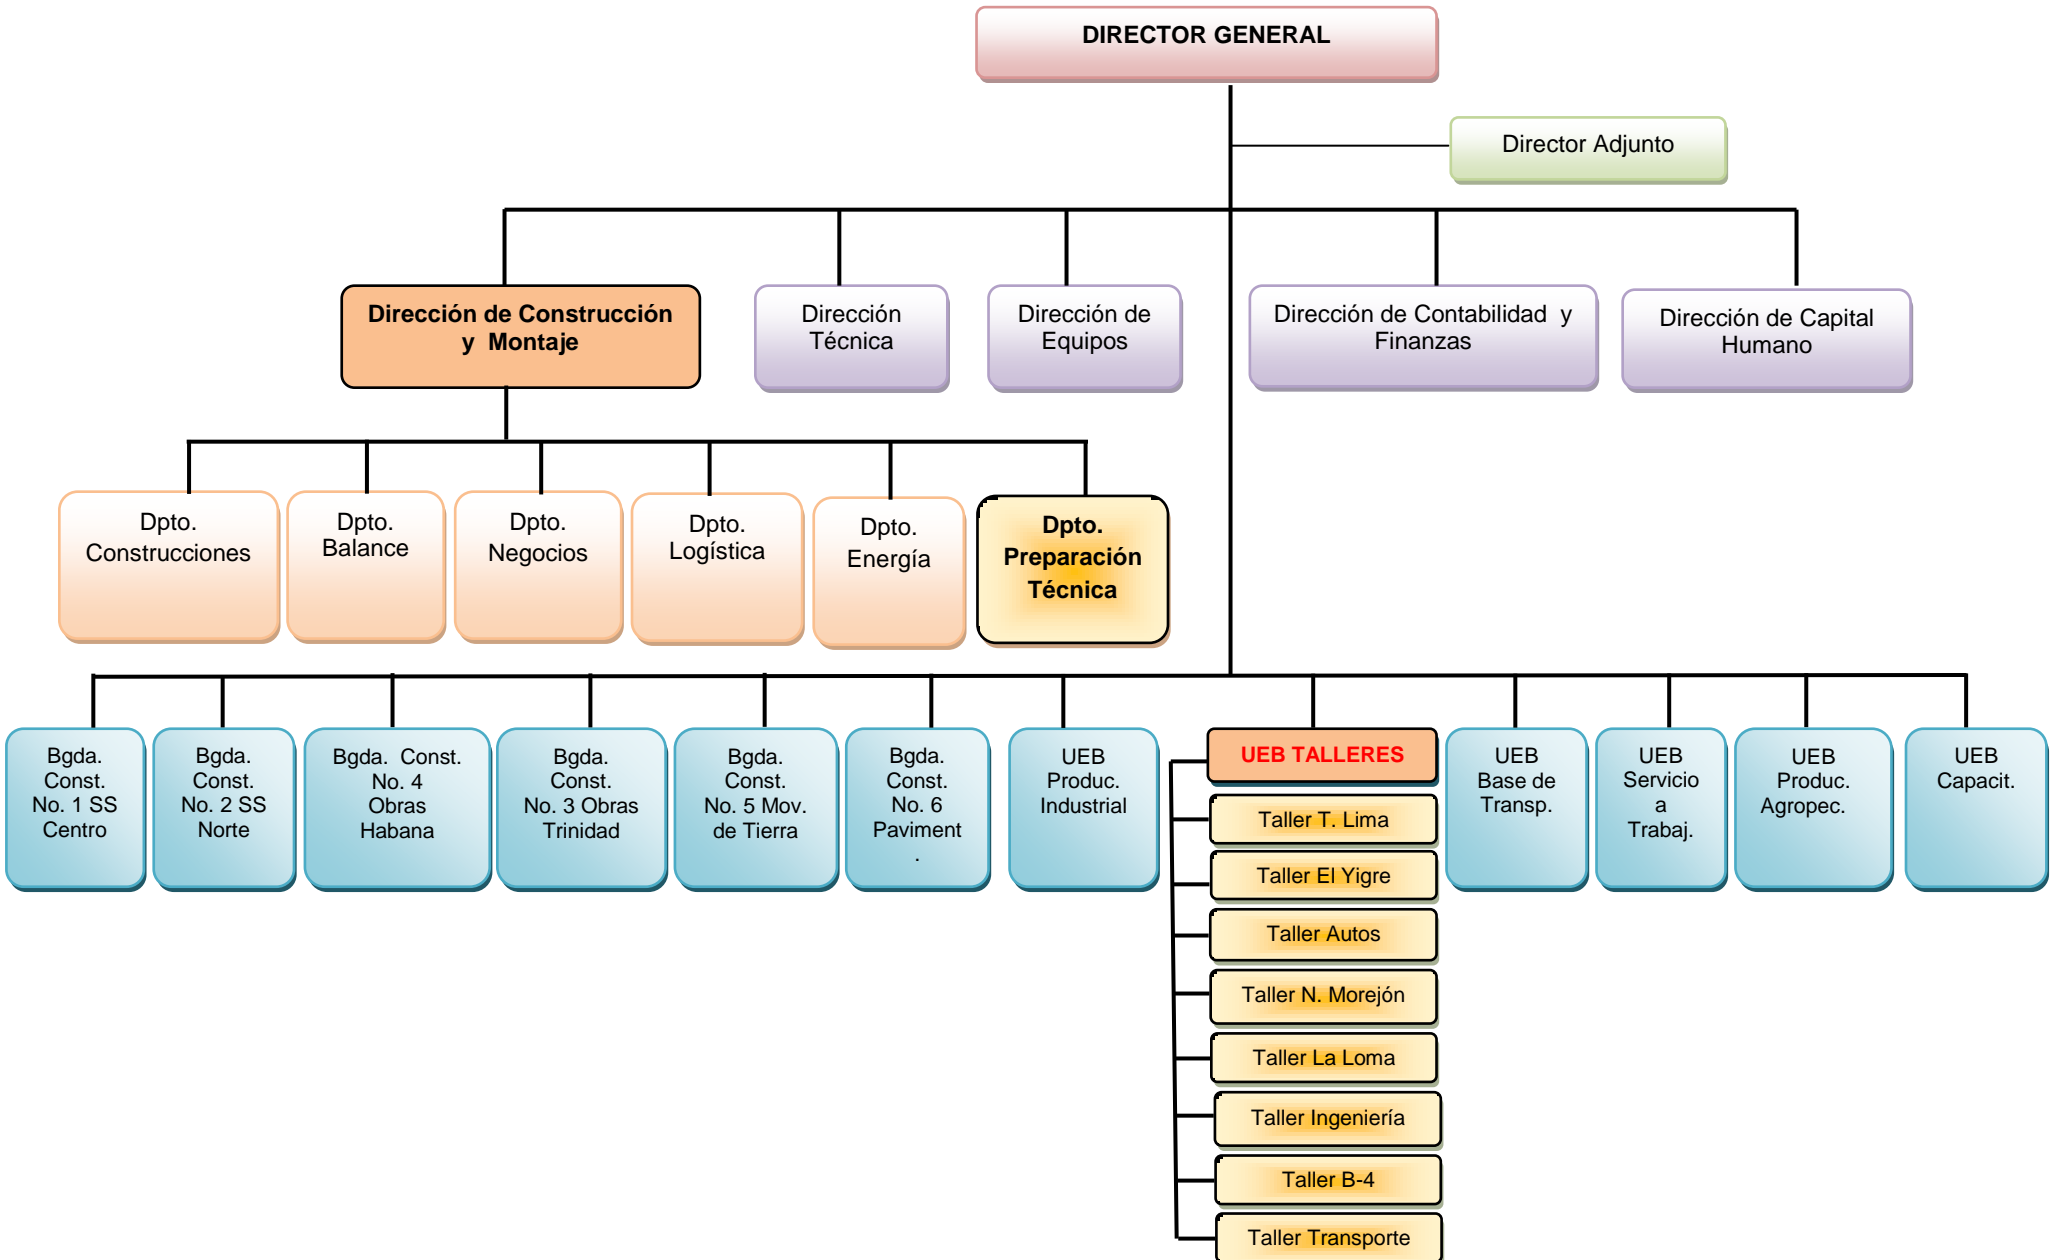 DIRECTOR GENERAL
Director Adjunto
Dirección de Construcción
y Montaje
Dirección
Técnica
Dirección de
Equipos
Dirección de Contabilidad y
Finanzas
Dirección de Capital
Humano
Dpto.
Construcciones
Dpto.
Balance
Dpto.
Negocios
Dpto.
Logística
Dpto.
Energía
Dpto.
Preparación
Técnica
Bgda.
Const.
No. 1 SS
Centro
Bgda.
Const.
No. 2 SS
Norte
Bgda. Const.
No. 4
Obras
Habana
Bgda.
Const.
No. 3 Obras
Trinidad
Bgda.
Const.
No. 5 Mov.
de Tierra
Bgda.
Const.
No. 6
Paviment
.
UEB
Produc.
Industrial
UEB TALLERES
Taller T. Lima
Taller El Yigre
Taller Autos
Taller N. Morejón
Taller La Loma
Taller Ingeniería
Taller B-4
Taller Transporte
UEB
Base de
Transp.
UEB
Servicio
a
Trabaj.
UEB
Produc.
Agropec.
UEB
Capacit.